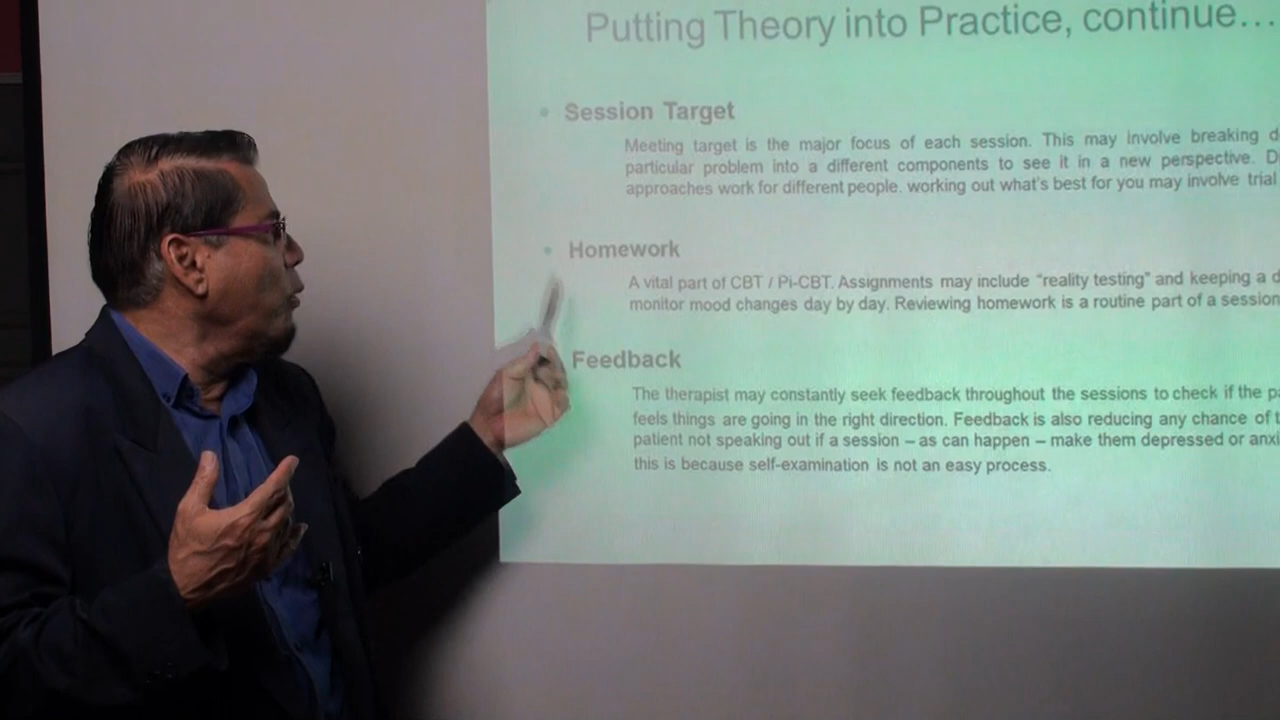 Putting Theory into Practice, continue...
• Session Target
Meeting target is the major focus of each session. This may involve breaking
particular problem into a different components to see it in a new perspective.
approaches work for different people. working out what's best for you may involve trial
• Homework
A vital part of CBT / Pi-CBT. Assignments may include "reality testing" and keeping a
monitor mood changes day by day. Reviewing homework is a routine part of a session
Feedback
The therapist may constantly seek feedback throughout the sessions to check if the
feels things are going in the right direction. Feedback is also reducing any chance of
patient not speaking out if a session – as can happen – make them depressed or
this is because self-examination is not an easy process.